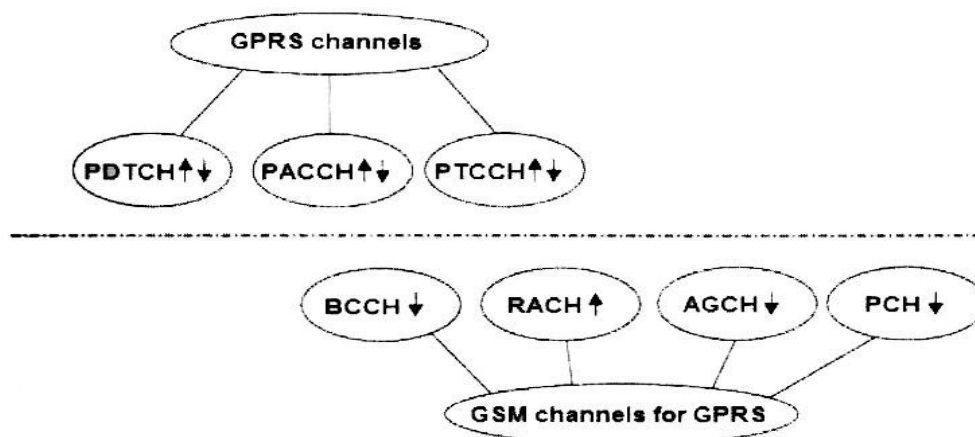 GPRS channels
PDTCH↑↓ PACCH↑↓ PTCCH↑↓
BCCH↓ RACH↑ AGCH↓ PCH↓
GSM channels for GPRS